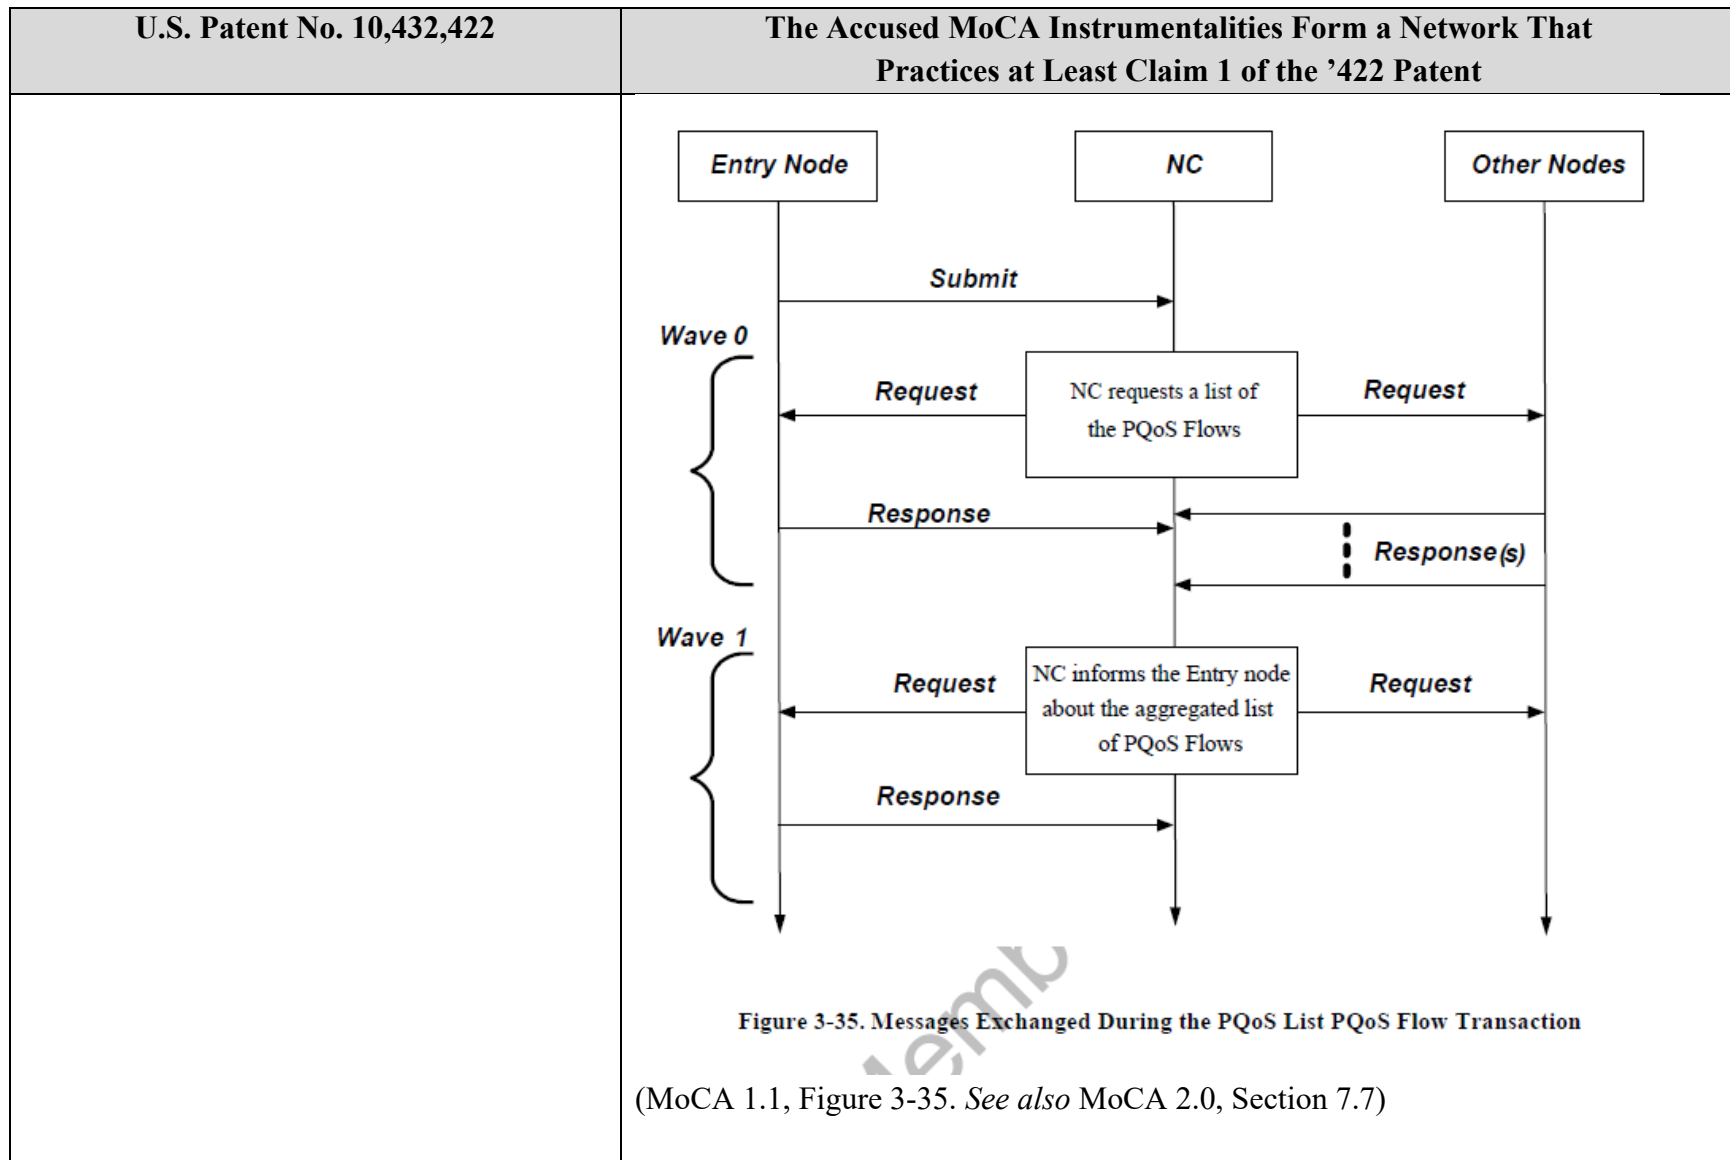 U.S. Patent No. 10,432,422
The Accused MoCA Instrumentalities Form a Network That
Practices at Least Claim 1 of the ’422 Patent
Entry Node
NC
Other Nodes
Submit
Wave 0
Request
NC requests a list of
the PQoS Flows
Request
Response
Response(s)
Wave 1
Request
NC informs the Entry node
about the aggregated list
of PQoS Flows
Request
Response
Figure 3-35. Messages Exchanged During the PQoS List PQoS Flow Transaction
(MoCA 1.1, Figure 3-35. See also MoCA 2.0, Section 7.7)